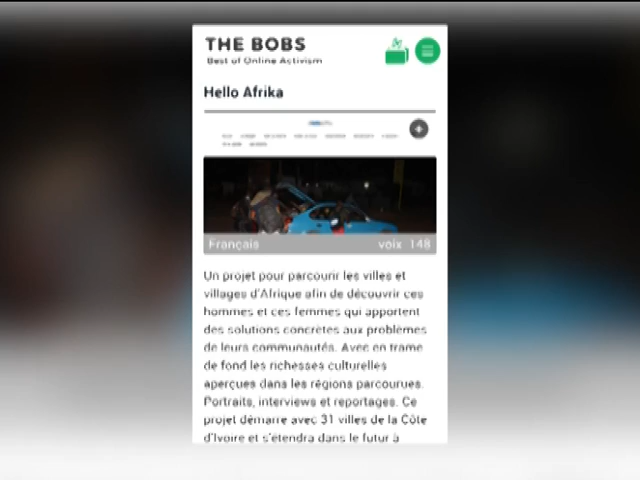 THE BOBS
Best of Online Activism
Hello Afrika
Français voix 148
Un projet pour parcourir les villes et
villages d'Afrique afin de découvrir ces
hommes et ces femmes qui apportent
des solutions concrètes aux problèmes
de leurs communautés. Avec en trame
de fond les richesses culturelles
aperçues dans les régions parcourues.
Portraits, interviews et reportages. Ce
projet démarre avec 31 villes de la Côte
d'Ivoire et s'étendra dans le futur à